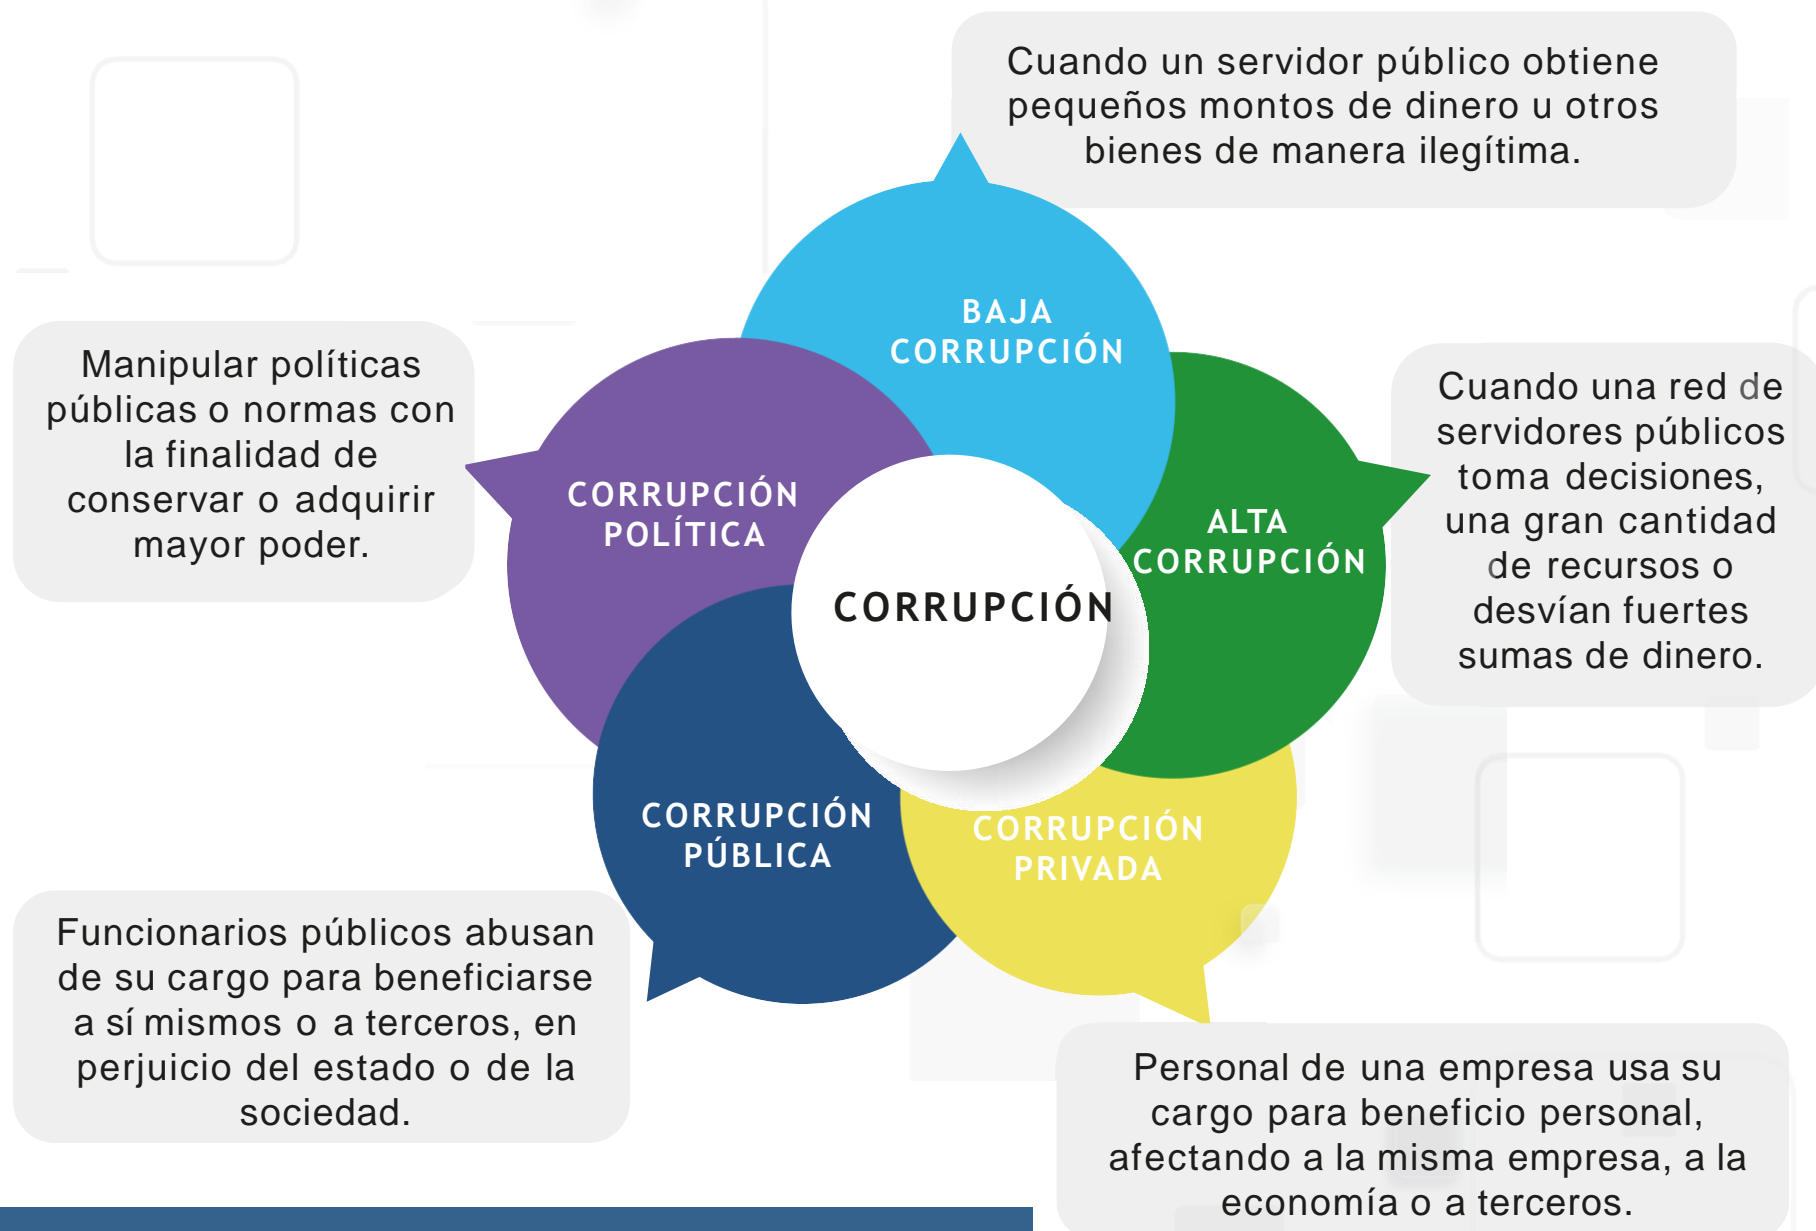 Cuando un servidor público obtiene
pequeños montos de dinero u otros
bienes de manera ilegítima.
BAJA
CORRUPCIÓN
Manipular políticas
públicas o normas con
la finalidad de
conservar o adquirir
mayor poder.
CORRUPCIÓN
POLÍTICA
ALTA
CORRUPCIÓN
Cuando una red de
servidores públicos
toma decisiones,
una gran cantidad
de recursos o
desvían fuertes
sumas de dinero.
CORRUPCIÓN
CORRUPCIÓN
PÚBLICA
CORRUPCIÓN
PRIVADA
Funcionarios públicos abusan
de su cargo para beneficiarse
a sí mismos o a terceros, en
perjuicio del estado o de la
sociedad.
Personal de una empresa usa su
cargo para beneficio personal,
afectando a la misma empresa, a la
economía o a terceros.